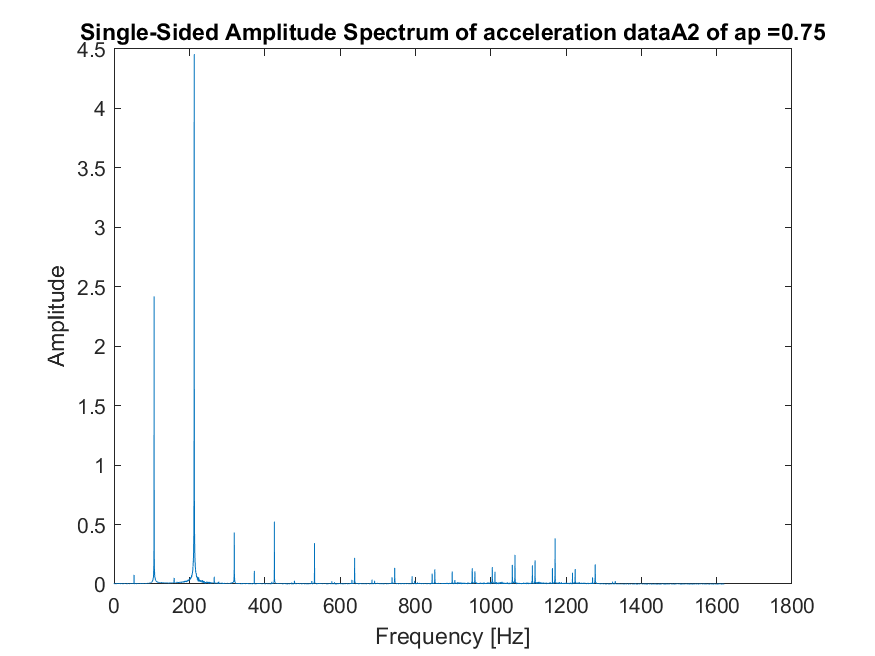 Single-Sided Amplitude Spectrum of acceleration dataA2 of ap =0.75
4.5
4
3.5
3
2.5
2
1.5
1
0.5
0
Amplitude
0 200 400 600 800 1000 1200 1400 1600 1800
Frequency [Hz]